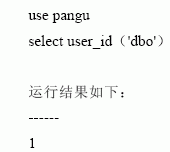 use pangu
select user_id（'dbo'）
运行结果如下：
------
1